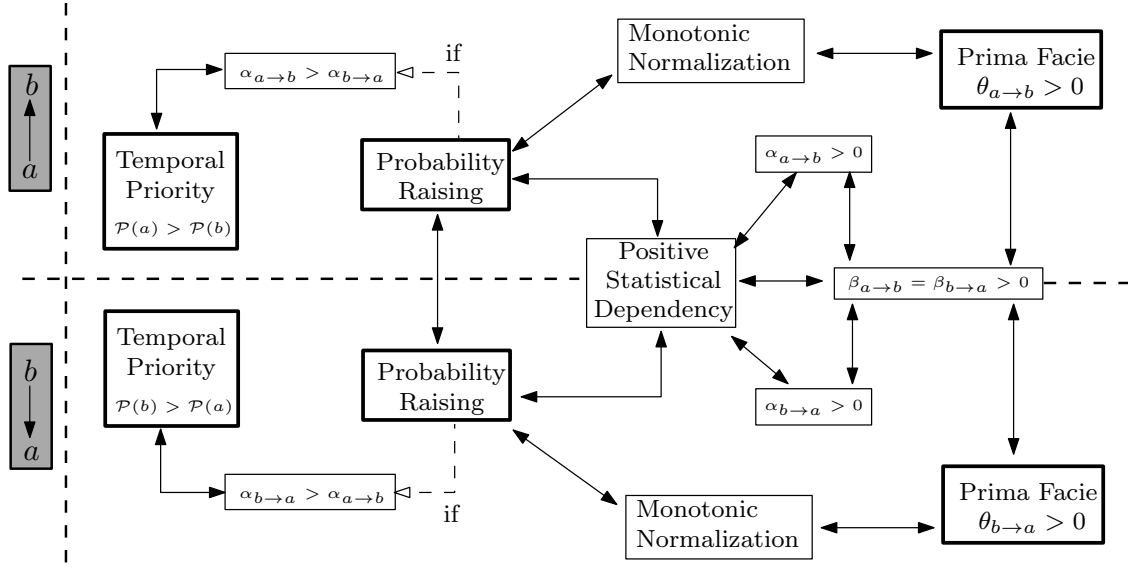 b
a
if
α_{a→b} > α_{b→a}
Temporal
Priority
𝒫(a) > 𝒫(b)
Probability
Raising
Monotonic
Normalization
Prima Facie
θ_{a→b} > 0
α_{a→b} > 0
Positive
Statistical
Dependency
β_{a→b} = β_{b→a} > 0
b
a
Temporal
Priority
𝒫(b) > 𝒫(a)
Probability
Raising
α_{b→a} > 0
α_{b→a} > α_{a→b}
if
Monotonic
Normalization
Prima Facie
θ_{b→a} > 0